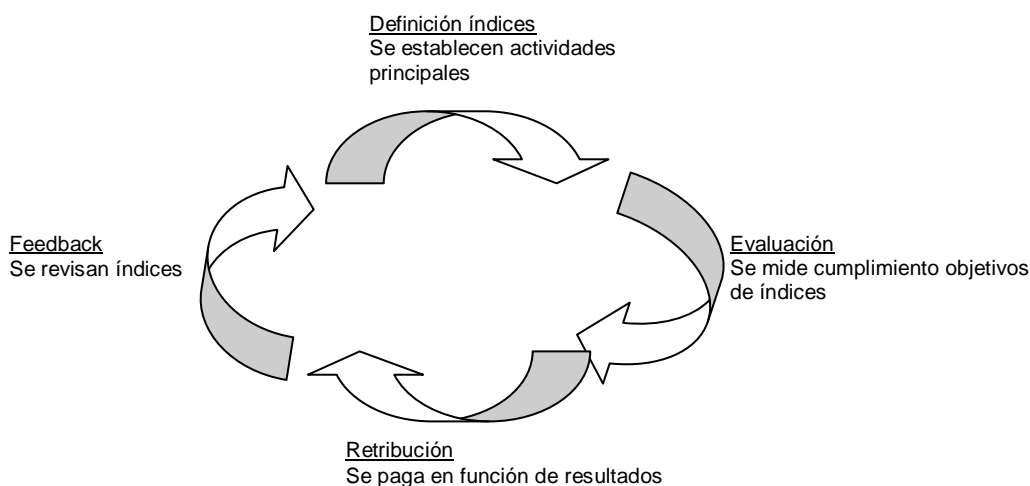 Definición índices
Se establecen actividades
principales
Feedback
Se revisan índices
Evaluación
Se mide cumplimiento objetivos
de índices
Retribución
Se paga en función de resultados